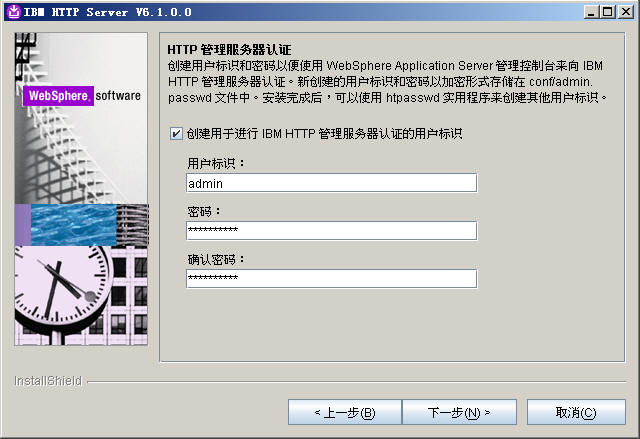 IBM HTTP Server V6.1.0.0
WebSphere. software
HTTP 管理服务器认证
创建用户标识和密码以便使用 WebSphere Application Server 管理控制台来向 IBM
HTTP 管理服务器认证。新创建的用户标识和密码以加密形式存储在 conf/admin.
passwd 文件中。安装完成后，可以使用 htpasswd 实用程序来创建其他用户标识。
创建用于进行 IBM HTTP 管理服务器认证的用户标识
用户标识：
admin
密码：
**********
确认密码：
**********
InstallShield
< 上一步(B)
下一步(N) >
取消(C)